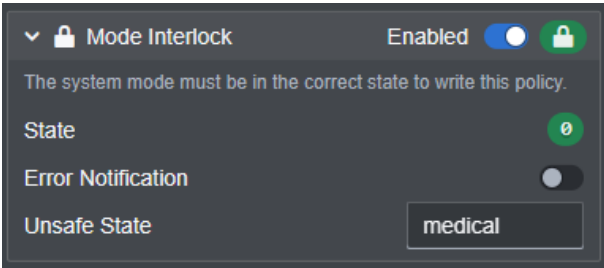 Mode Interlock Enabled
The system mode must be in the correct state to write this policy.
State 0
Error Notification
Unsafe State medical